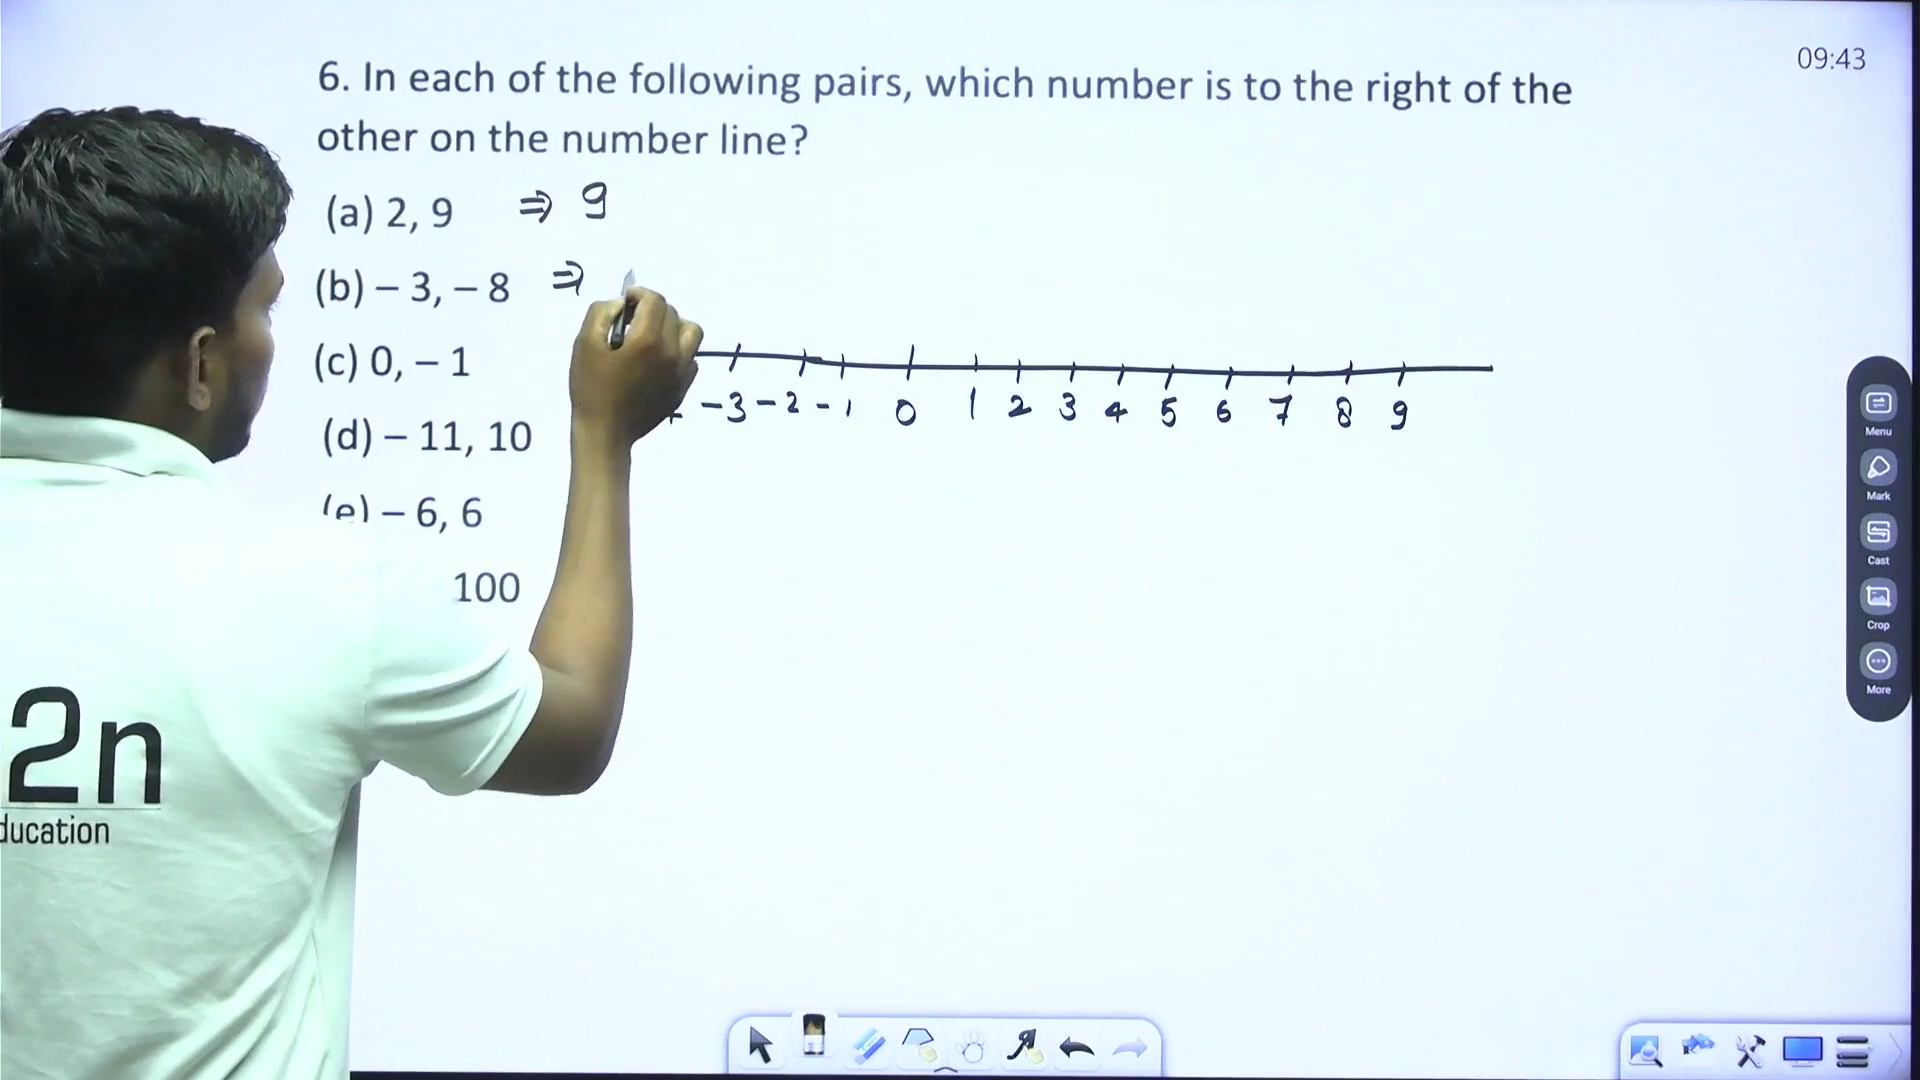 09:43
6. In each of the following pairs, which number is to the right of the
other on the number line?
(a) 2, 9 ⇒ 9
(b) – 3, – 8 ⇒
(c) 0, – 1
-3 -2 -1 0 1 2 3 4 5 6 7 8 9
(d) – 11, 10
(e) – 6, 6
100
2n
ducation
Menu
Mark
Cast
Crop
More